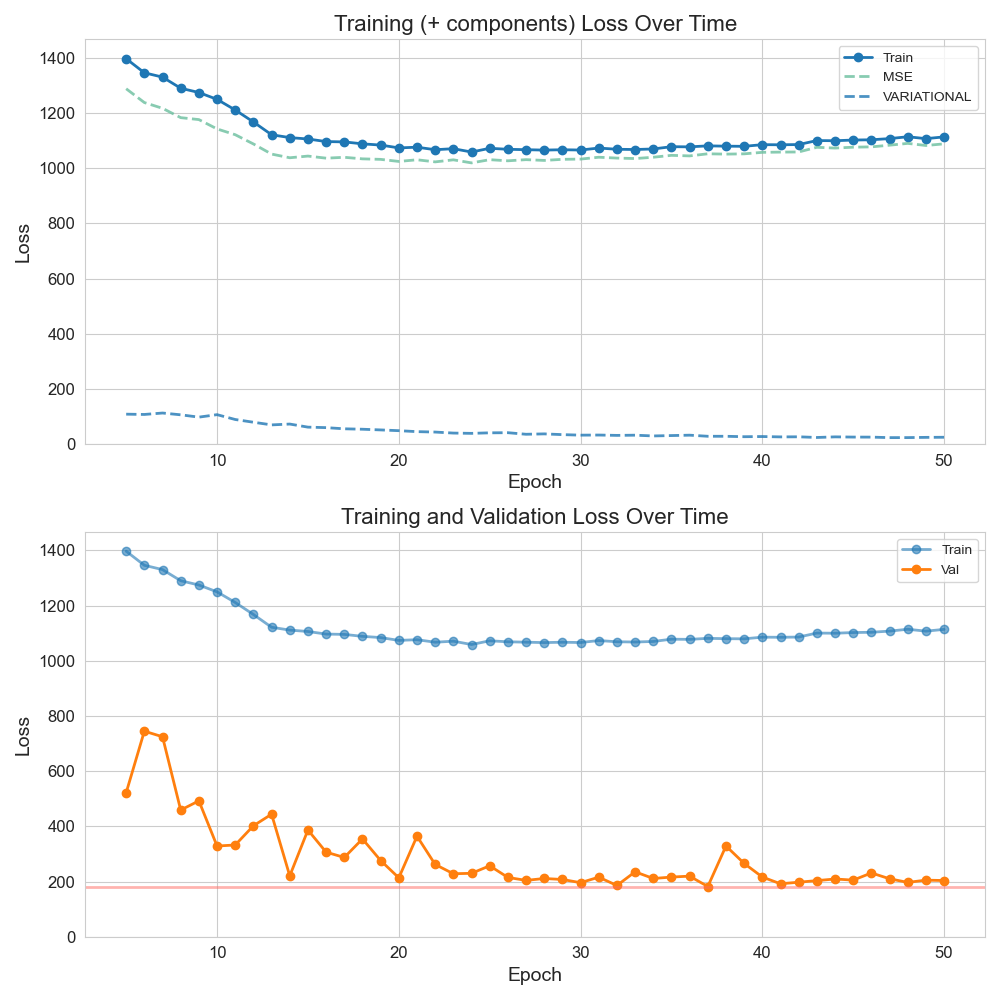 Training (+ components) Loss Over Time
1400
1200
1000
800
600
400
200
0
Loss
Train
MSE
VARIATIONAL
10 20 30 40 50
Epoch
Training and Validation Loss Over Time
1400
1200
1000
800
600
400
200
0
Loss
Train
Val
10 20 30 40 50
Epoch